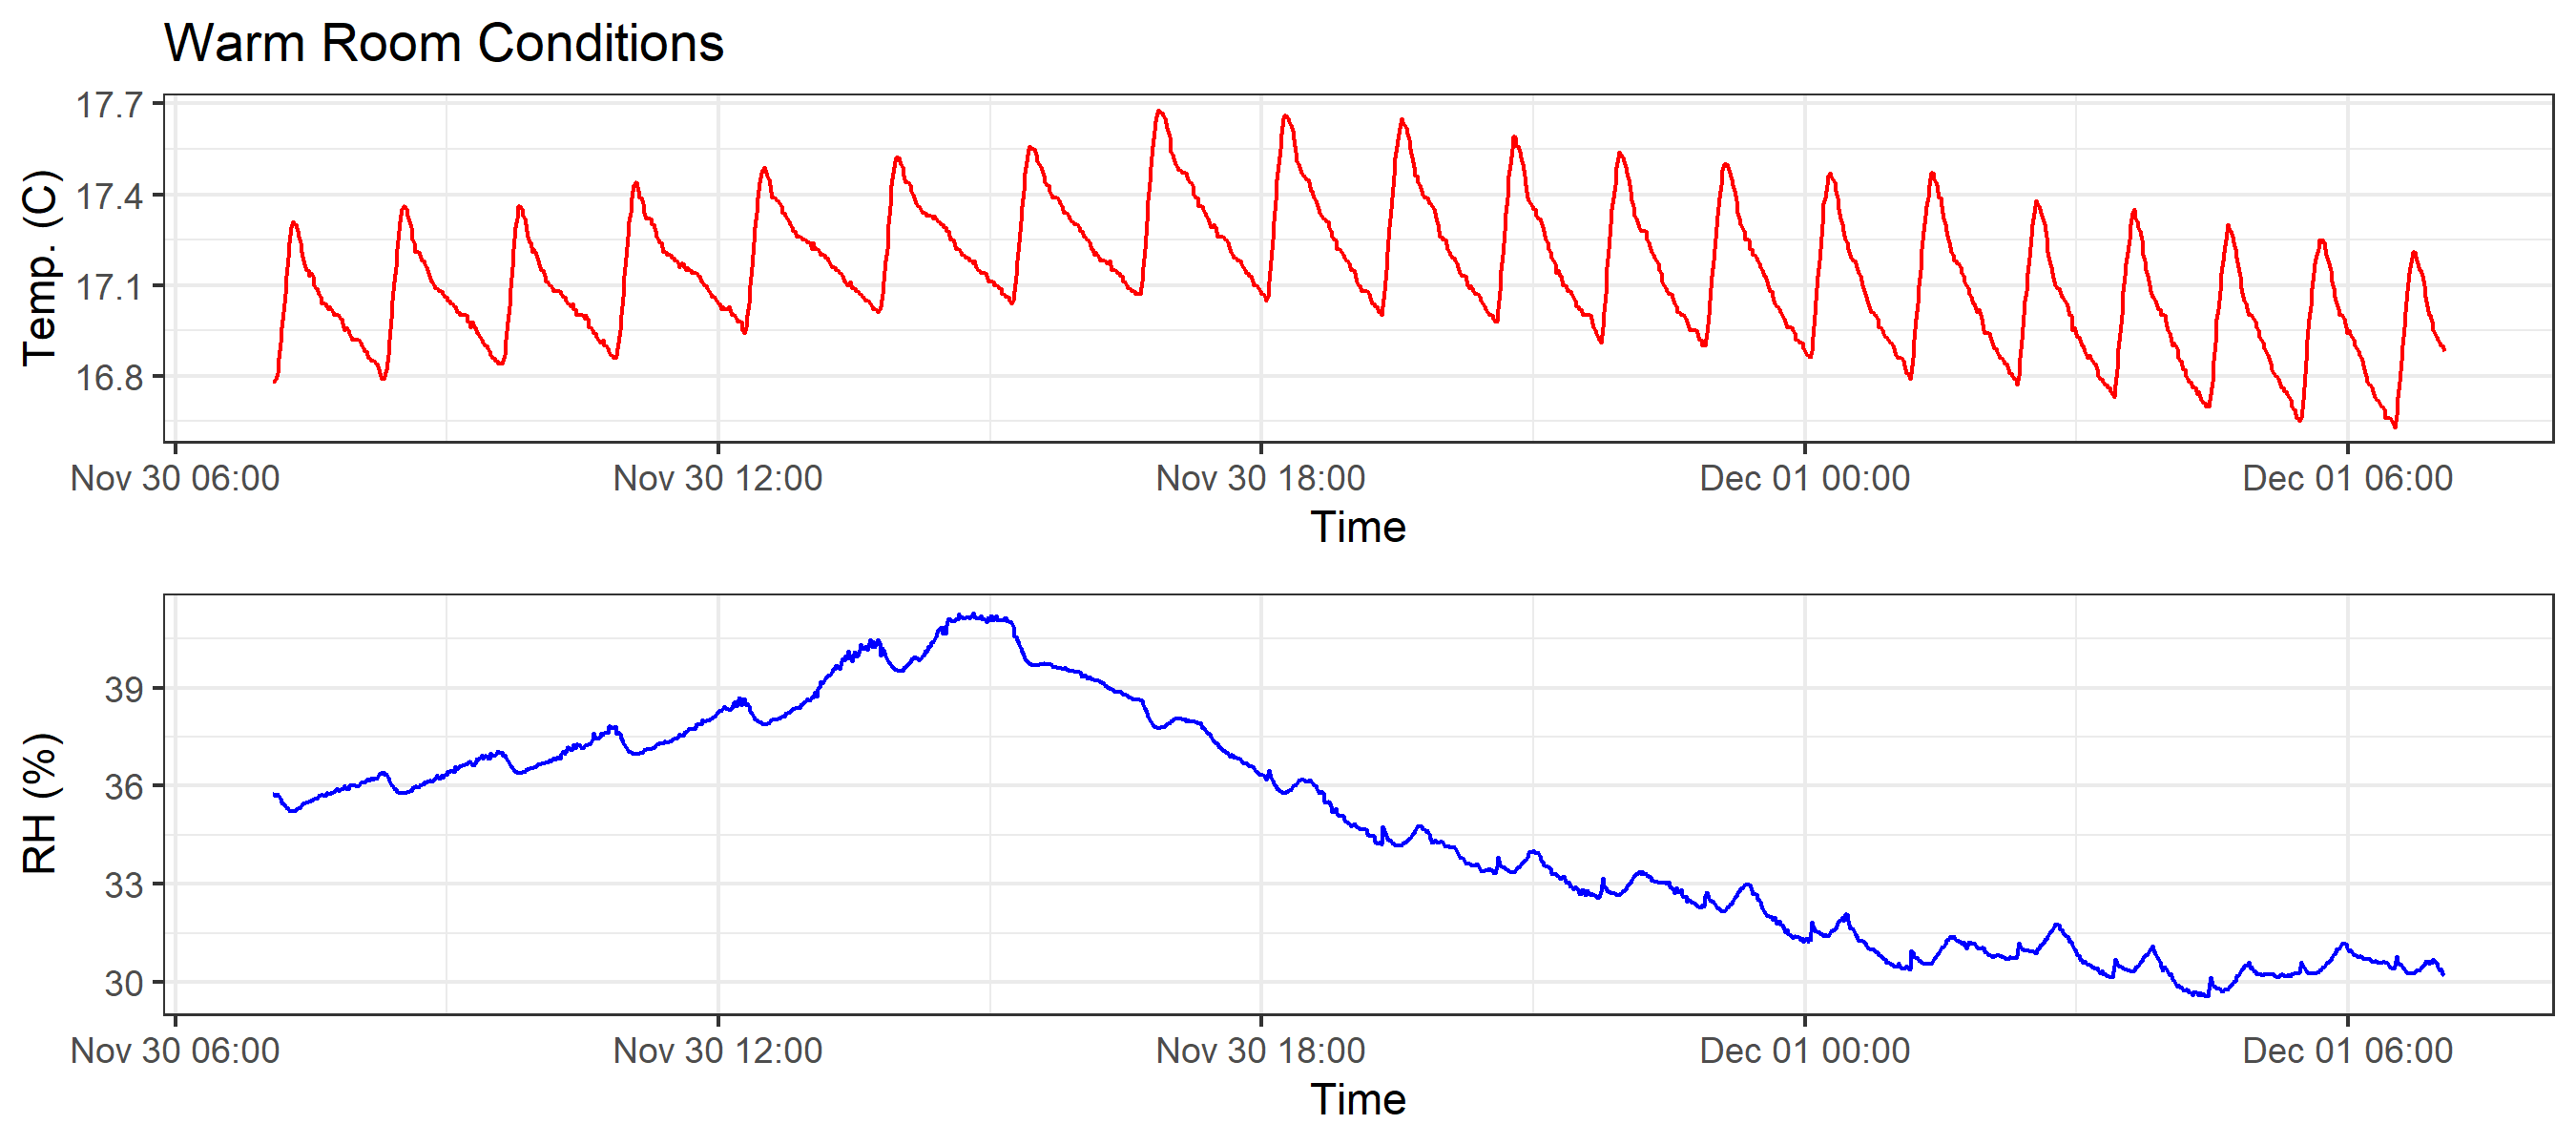 Warm Room Conditions
17.7
17.4
17.1
16.8
Temp. (C)
Nov 30 06:00 Nov 30 12:00 Nov 30 18:00 Dec 01 00:00 Dec 01 06:00
Time
39
36
33
30
RH (%)
Nov 30 06:00 Nov 30 12:00 Nov 30 18:00 Dec 01 00:00 Dec 01 06:00
Time